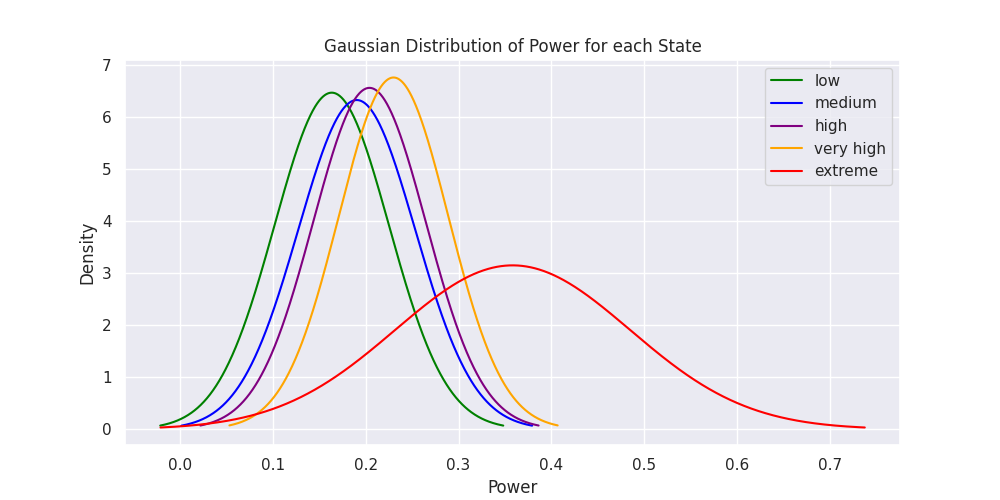 Gaussian Distribution of Power for each State
7
6
5
4
3
2
1
0
Density
low
medium
high
very high
extreme
0.0 0.1 0.2 0.3 0.4 0.5 0.6 0.7
Power